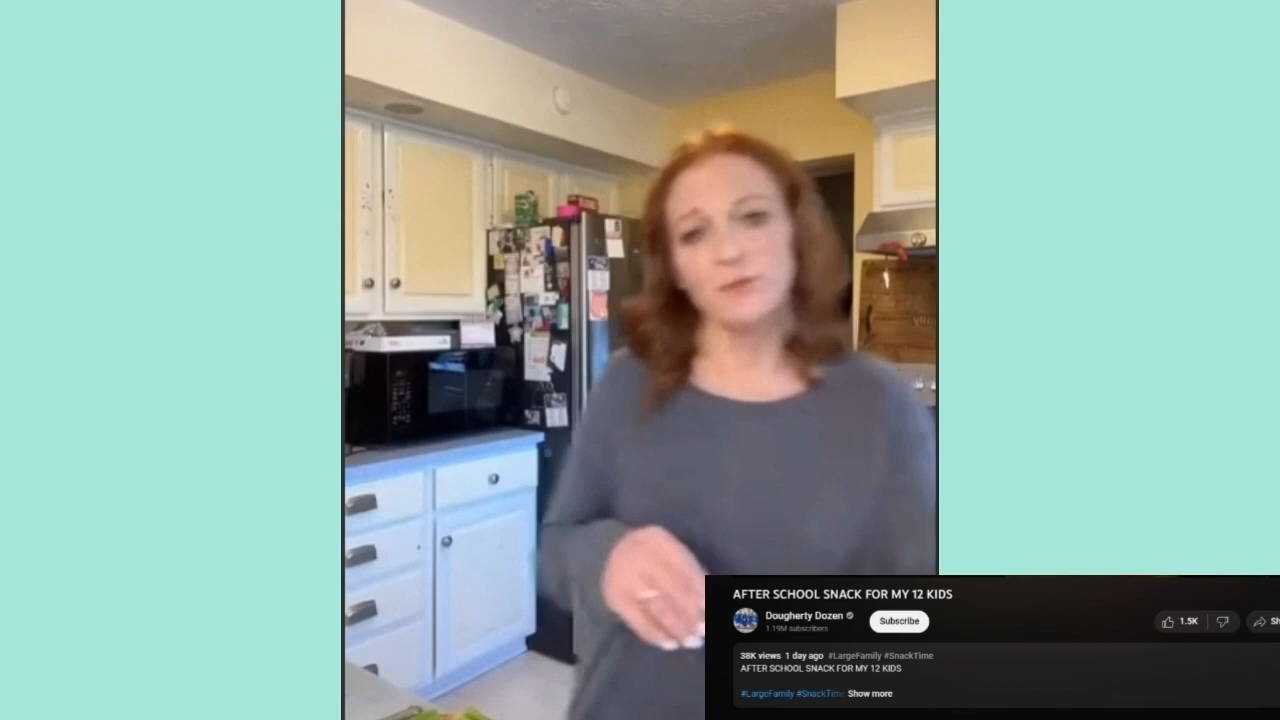 AFTER SCHOOL SNACK FOR MY 12 KIDS
Dougherty Dozen
Subscribe
1.19M subscribers
1.5K
38K views 1 day ago #LargeFamily #SnackTime
AFTER SCHOOL SNACK FOR MY 12 KIDS
#LargeFamily #SnackTime Show more